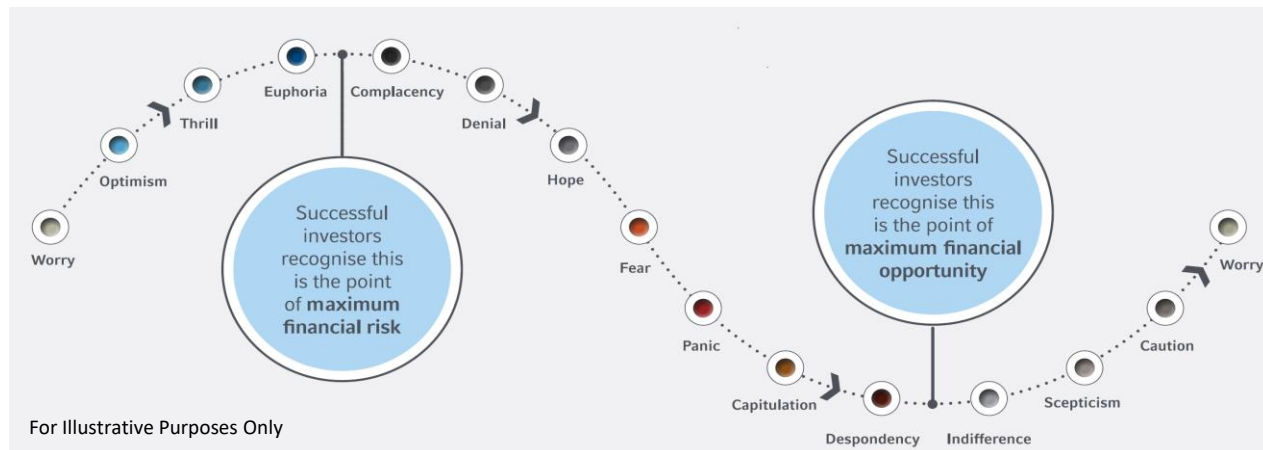 Worry
Optimism
Thrill
Euphoria
Complacency
Denial
Hope
Fear
Panic
Capitulation
Despondency
Indifference
Scepticism
Caution
Worry
Successful
investors
recognise this
is the point
of maximum
financial risk
Successful
investors
recognise this
is the point of
maximum financial
opportunity
For Illustrative Purposes Only